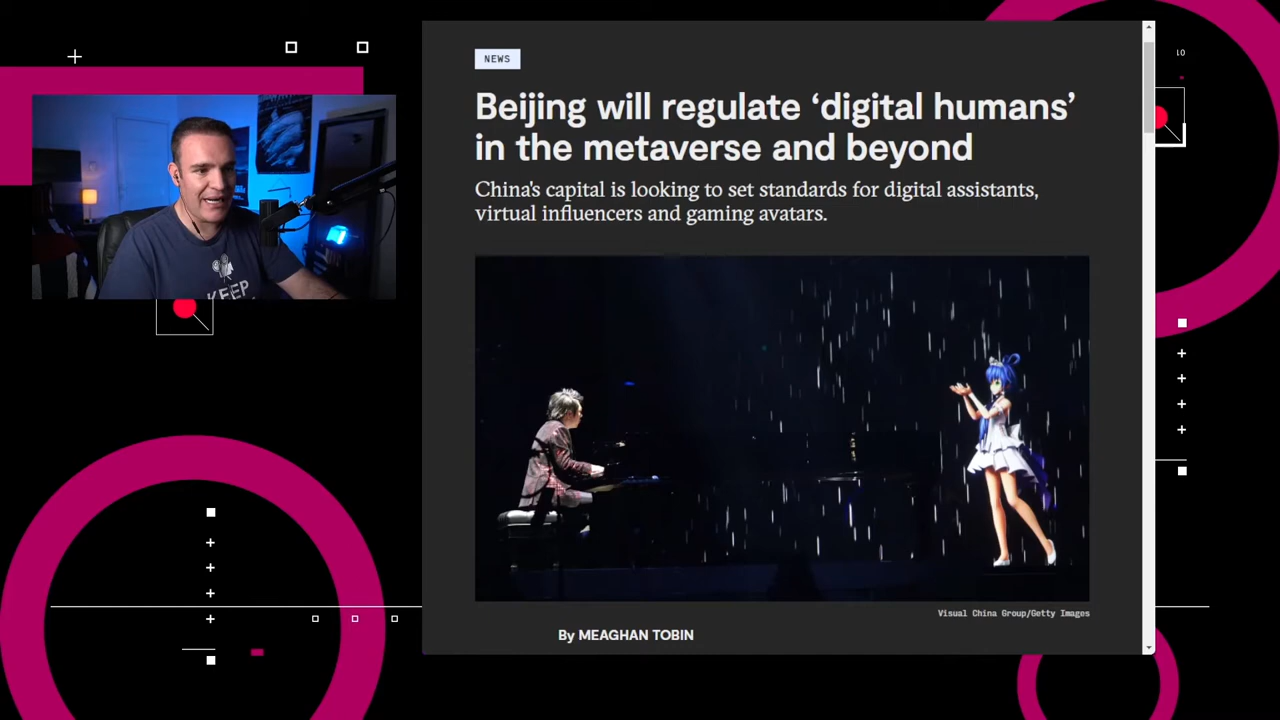 NEWS
Beijing will regulate ‘digital humans’
in the metaverse and beyond
China's capital is looking to set standards for digital assistants,
virtual influencers and gaming avatars.
KEEP
Visual China Group/Getty Images
By MEAGHAN TOBIN